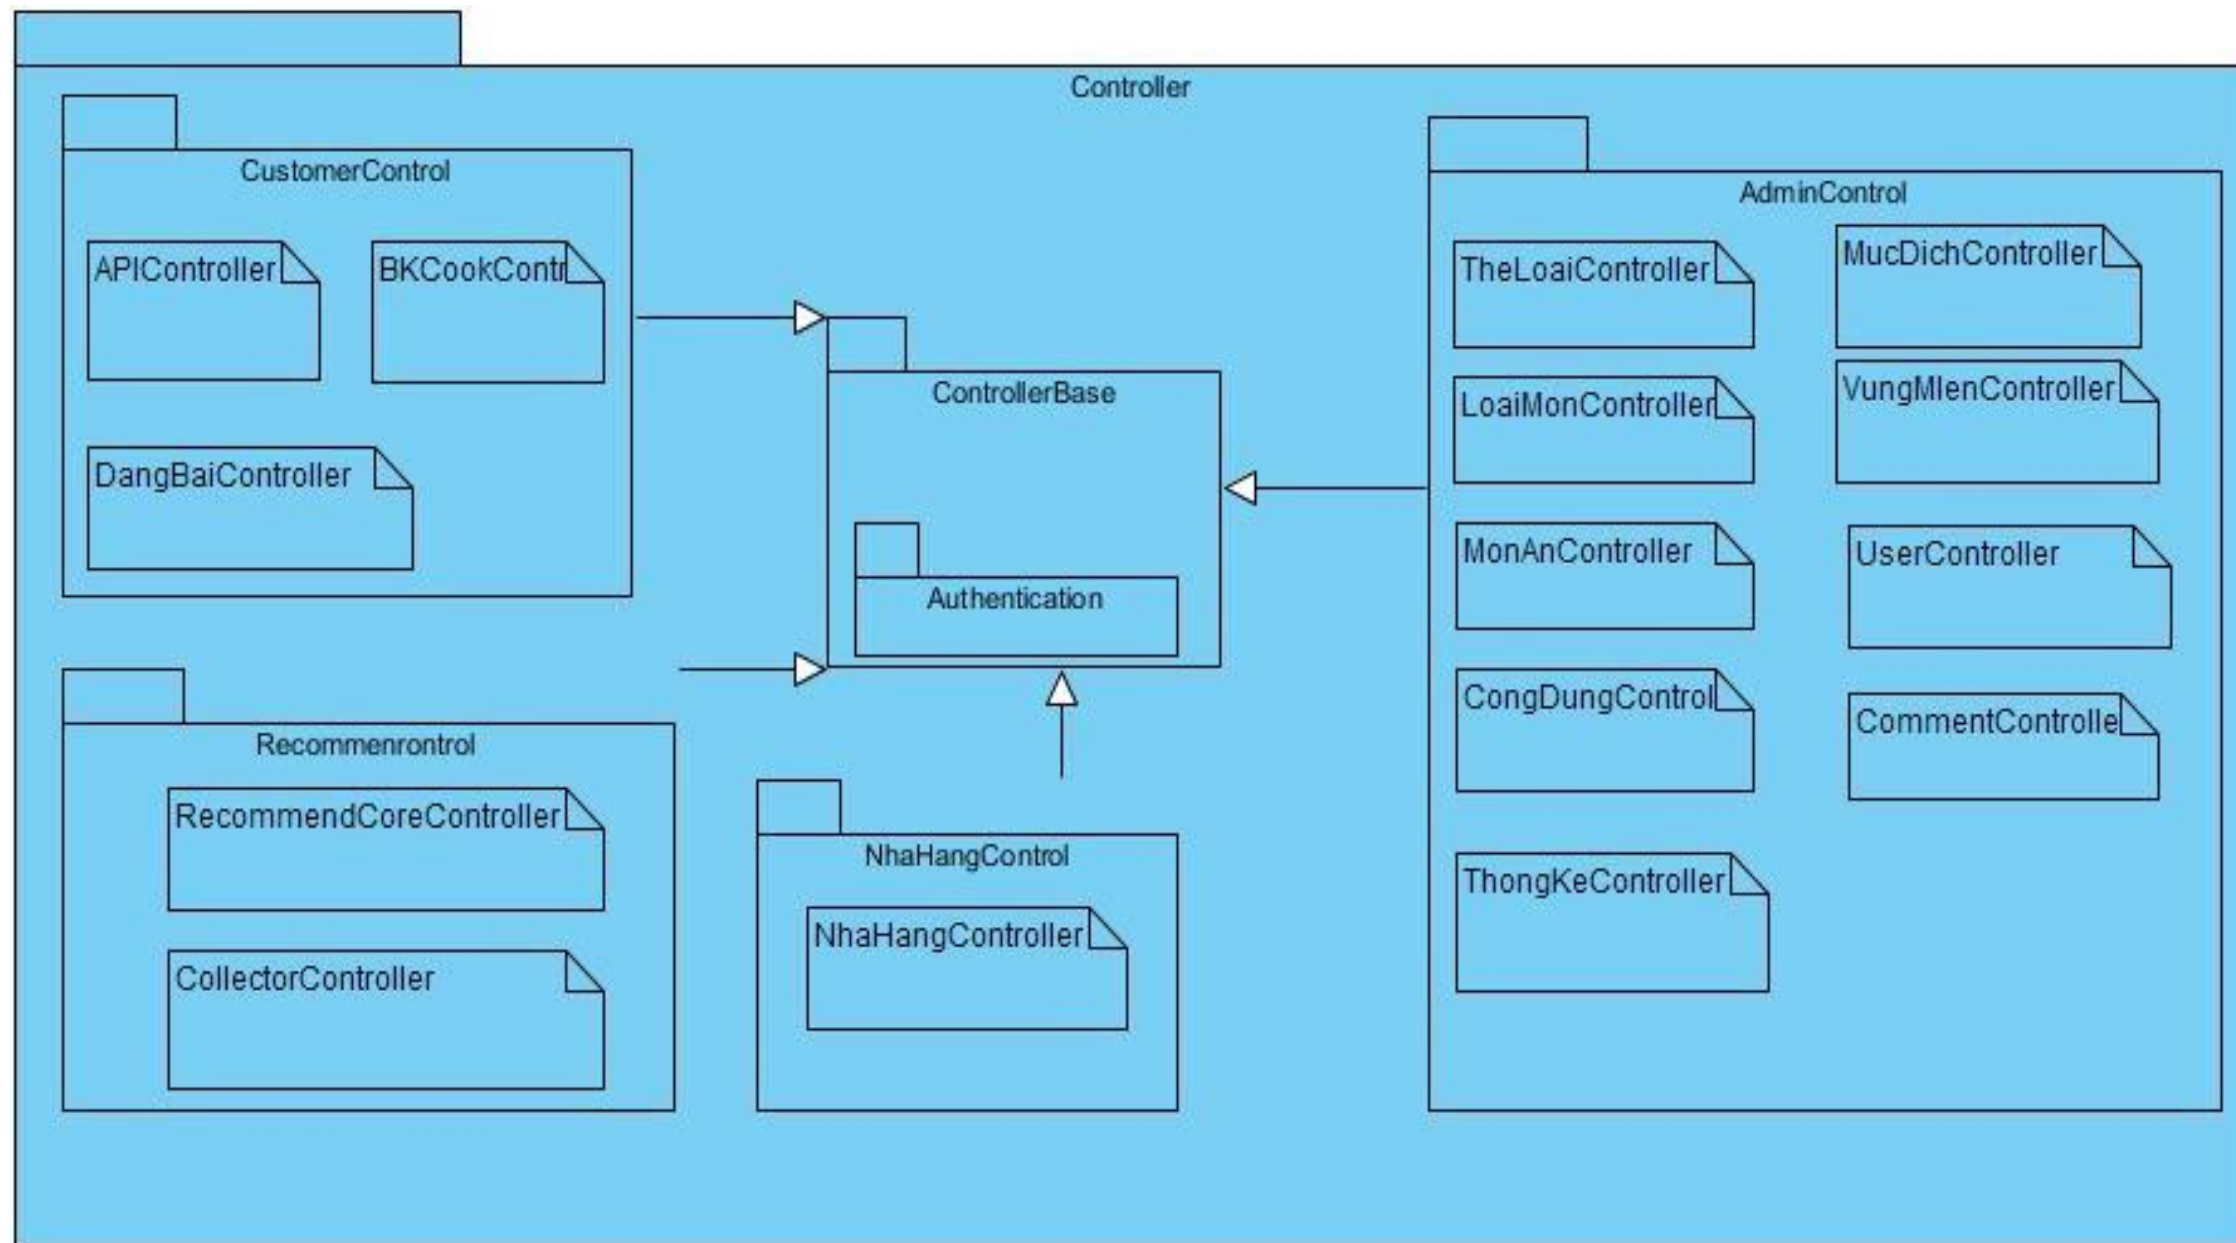 Controller
CustomerControl
APIController
BKCookContr
DangBaiController
ControllerBase
Authentication
AdminControl
TheLoaiController
MucDichController
LoaiMonController
VungMIenController
MonAnController
UserController
CongDungControl
CommentControlle
ThongKeController
Recommenrontrol
RecommendCoreController
CollectorController
NhaHangControl
NhaHangController